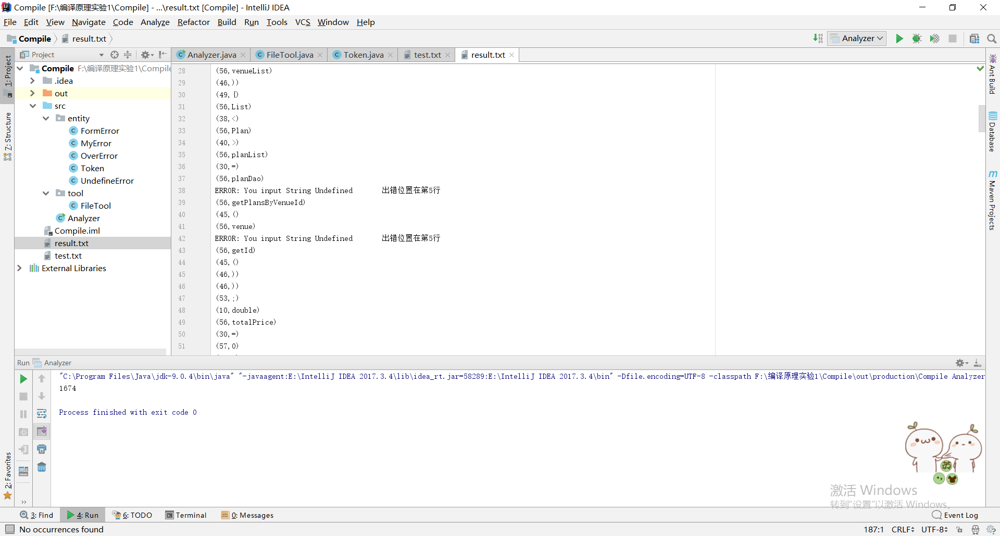 Compile [F:\编译原理实验1\Compile] - ...\result.txt [Compile] - IntelliJ IDEA
File Edit View Navigate Code Analyze Refactor Build Run Tools VCS Window Help
Compile result.txt Analyzer
Project
Analyzer.java FileTool.java Token.java test.txt result.txt
1: Project
7: Structure
2: Favorites
Compile F:\编译原理实验1\Compile
.idea
out
src
entity
FormError
MyError
OverError
Token
UndefineError
tool
FileTool
Analyzer
Compile.iml
result.txt
test.txt
External Libraries
28 (56,venueList)
29 (46,))
30 (49,{)
31 (56,List)
32 (38,<)
33 (56,Plan)
34 (40,>)
35 (56,planList)
36 (30,=)
37 (56,planDao)
38 ERROR: You input String Undefined 出错位置在第5行
39 (56,getPlansByVenueId)
40 (45,()
41 (56,venue)
42 ERROR: You input String Undefined 出错位置在第5行
43 (56,getId)
44 (45,()
45 (46,))
46 (46,))
47 (53,;)
48 (10,double)
49 (56,totalPrice)
50 (30,=)
51 (57,0)
Ant Build
Database
Maven Projects
Run Analyzer
"C:\Program Files\Java\jdk-9.0.4\bin\java" "-javaagent:E:\IntelliJ IDEA 2017.3.4\lib\idea_rt.jar=58289:E:\IntelliJ IDEA 2017.3.4\bin" -Dfile.encoding=UTF-8 -classpath F:\编译原理实验1\Compile\out\production\Compile Analyzer
1674
Process finished with exit code 0
英
激活 Windows
转到"设置"以激活 Windows。
3: Find 4: Run 6: TODO Terminal 0: Messages Event Log
No occurrences found 187:1 CRLF UTF-8